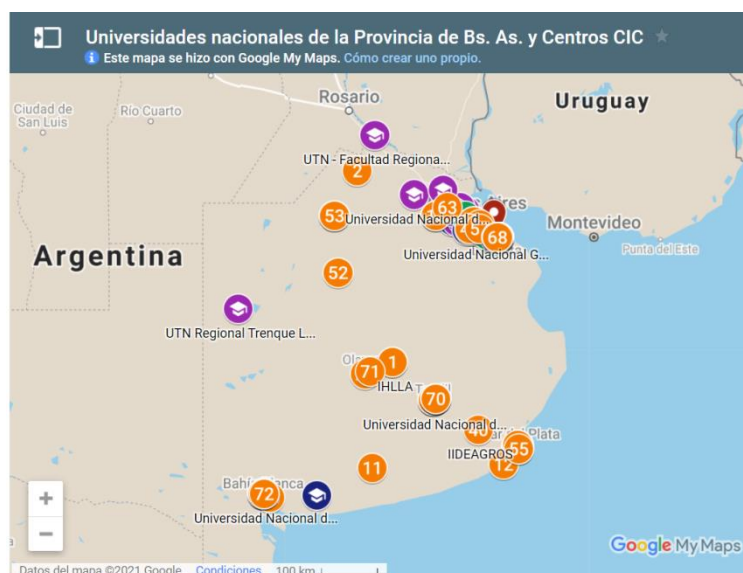 Universidades nacionales de la Provincia de Bs. As. y Centros CIC
Este mapa se hizo con Google My Maps. Cómo crear uno propio.
Ciudad de
San Luis
Río Cuarto
Rosario
Uruguay
UTN - Facultad Regiona...
2
63
Aires
53
Universidad Nacional d...
68
Montevideo
Punta del Este
Universidad Nacional G...
Argentina
52
UTN Regional Trenque L...
1
71
IHLLA
70
Universidad Nacional d...
40
Plata
55
IIDEAGROS
12
11
Bahía
72
Universidad Nacional d...
+
−
Google My Maps
Datos del mapa ©2021 Google
Condiciones
100 km